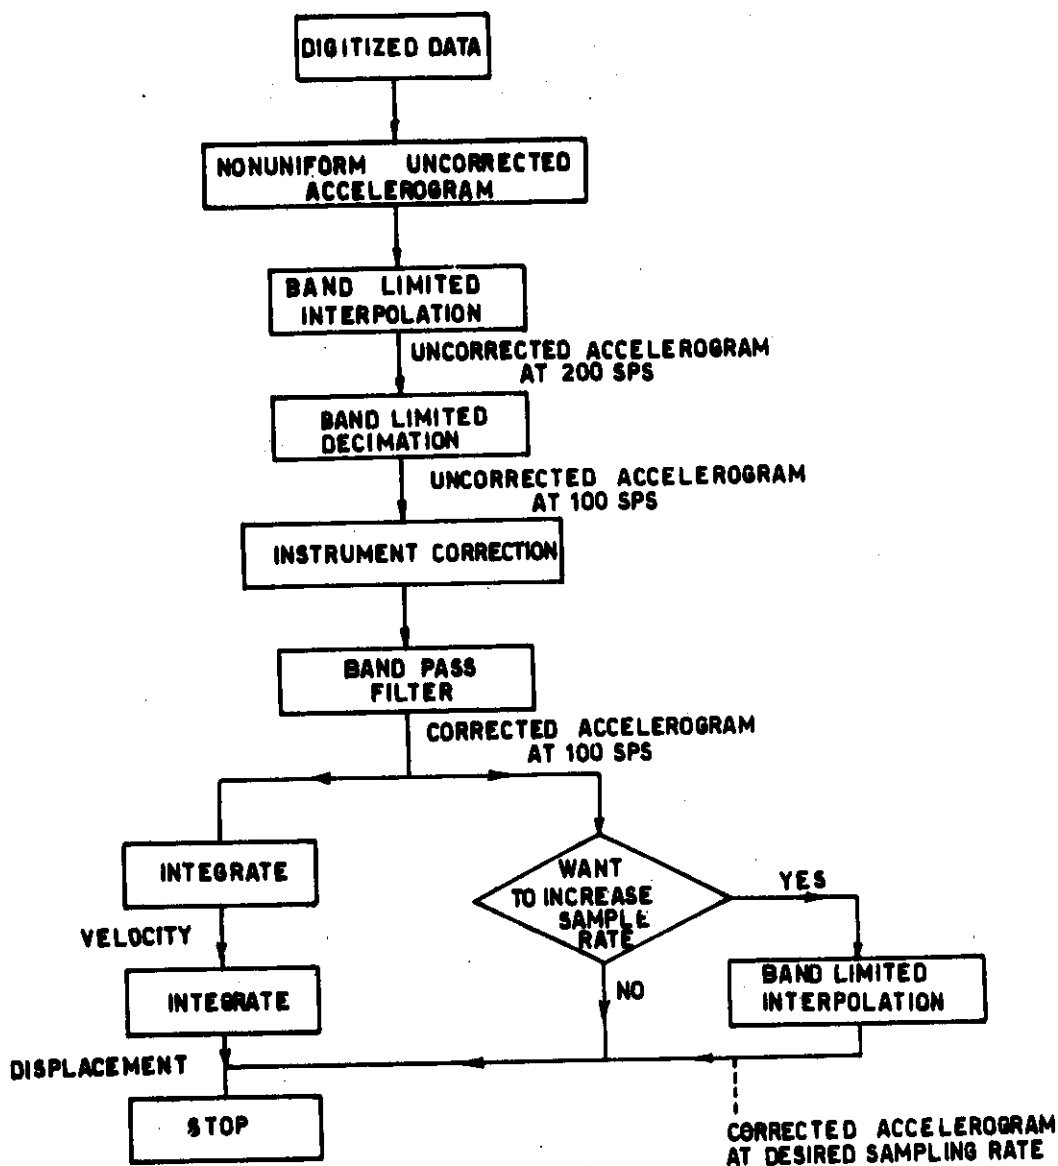 DIGITIZED DATA
NONUNIFORM UNCORRECTED
ACCELEROGRAM
BAND LIMITED
INTERPOLATION
UNCORRECTED ACCELEROGRAM
AT 200 SPS
BAND LIMITED
DECIMATION
UNCORRECTED ACCELEROGRAM
AT 100 SPS
INSTRUMENT CORRECTION
BAND PASS
FILTER
CORRECTED ACCELEROGRAM
AT 100 SPS
INTEGRATE
WANT
TO INCREASE
SAMPLE
RATE
YES
VELOCITY
INTEGRATE
NO
BAND LIMITED
INTERPOLATION
DISPLACEMENT
STOP
CORRECTED ACCELEROGRAM
AT DESIRED SAMPLING RATE